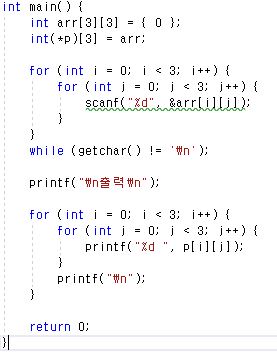 int main() {
    int arr[3][3] = { 0 };
    int(*p)[3] = arr;

    for (int i = 0; i < 3; i++) {
        for (int j = 0; j < 3; j++) {
            scanf("%d", &arr[i][j]);
        }
    }
    while (getchar() != '₩n');

    printf("₩n출력₩n");

    for (int i = 0; i < 3; i++) {
        for (int j = 0; j < 3; j++) {
            printf("%d ", p[i][j]);
        }
        printf("₩n");
    }

    return 0;
}